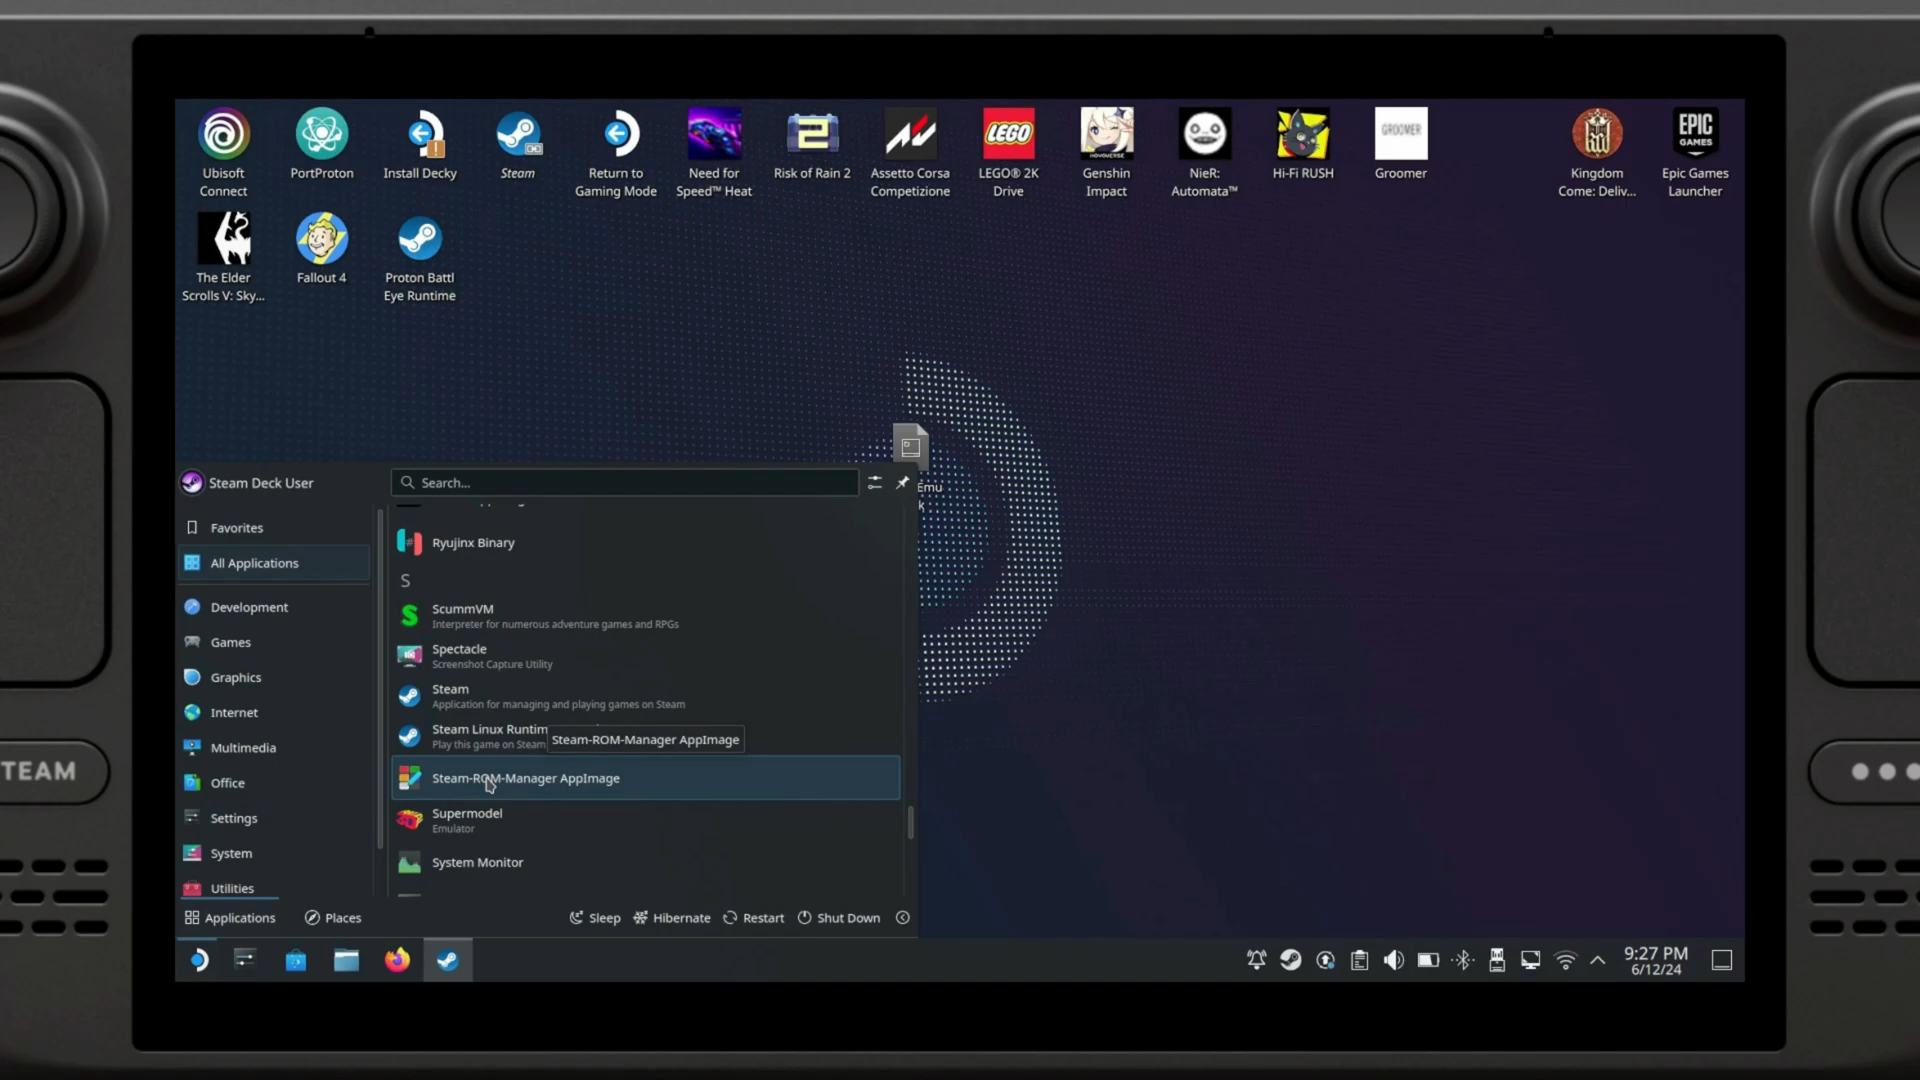 Ubisoft
Connect
PortProton
Install Decky
Steam
Return to
Gaming Mode
Need for
Speed™ Heat
Risk of Rain 2
Assetto Corsa
Competizione
LEGO
LEGO® 2K
Drive
HOYOVERSE
Genshin
Impact
NieR:
Automata™
Hi-Fi RUSH
GROOMER
Groomer
Kingdom
Come: Deliv...
EPIC
GAMES
Epic Games
Launcher
The Elder
Scrolls V: Sky...
Fallout 4
Proton Battl
Eye Runtime
Emu
k
Steam Deck User
Search...
Favorites
All Applications
Development
Games
Graphics
Internet
Multimedia
Office
Settings
System
Utilities
Ryujinx Binary
S
ScummVM
Interpreter for numerous adventure games and RPGs
Spectacle
Screenshot Capture Utility
Steam
Application for managing and playing games on Steam
Steam Linux Runtim
Play this game on Steam
Steam-ROM-Manager AppImage
Steam-ROM-Manager AppImage
Supermodel
Emulator
System Monitor
Applications
Places
Sleep
Hibernate
Restart
Shut Down
9:27 PM
6/12/24
TEAM